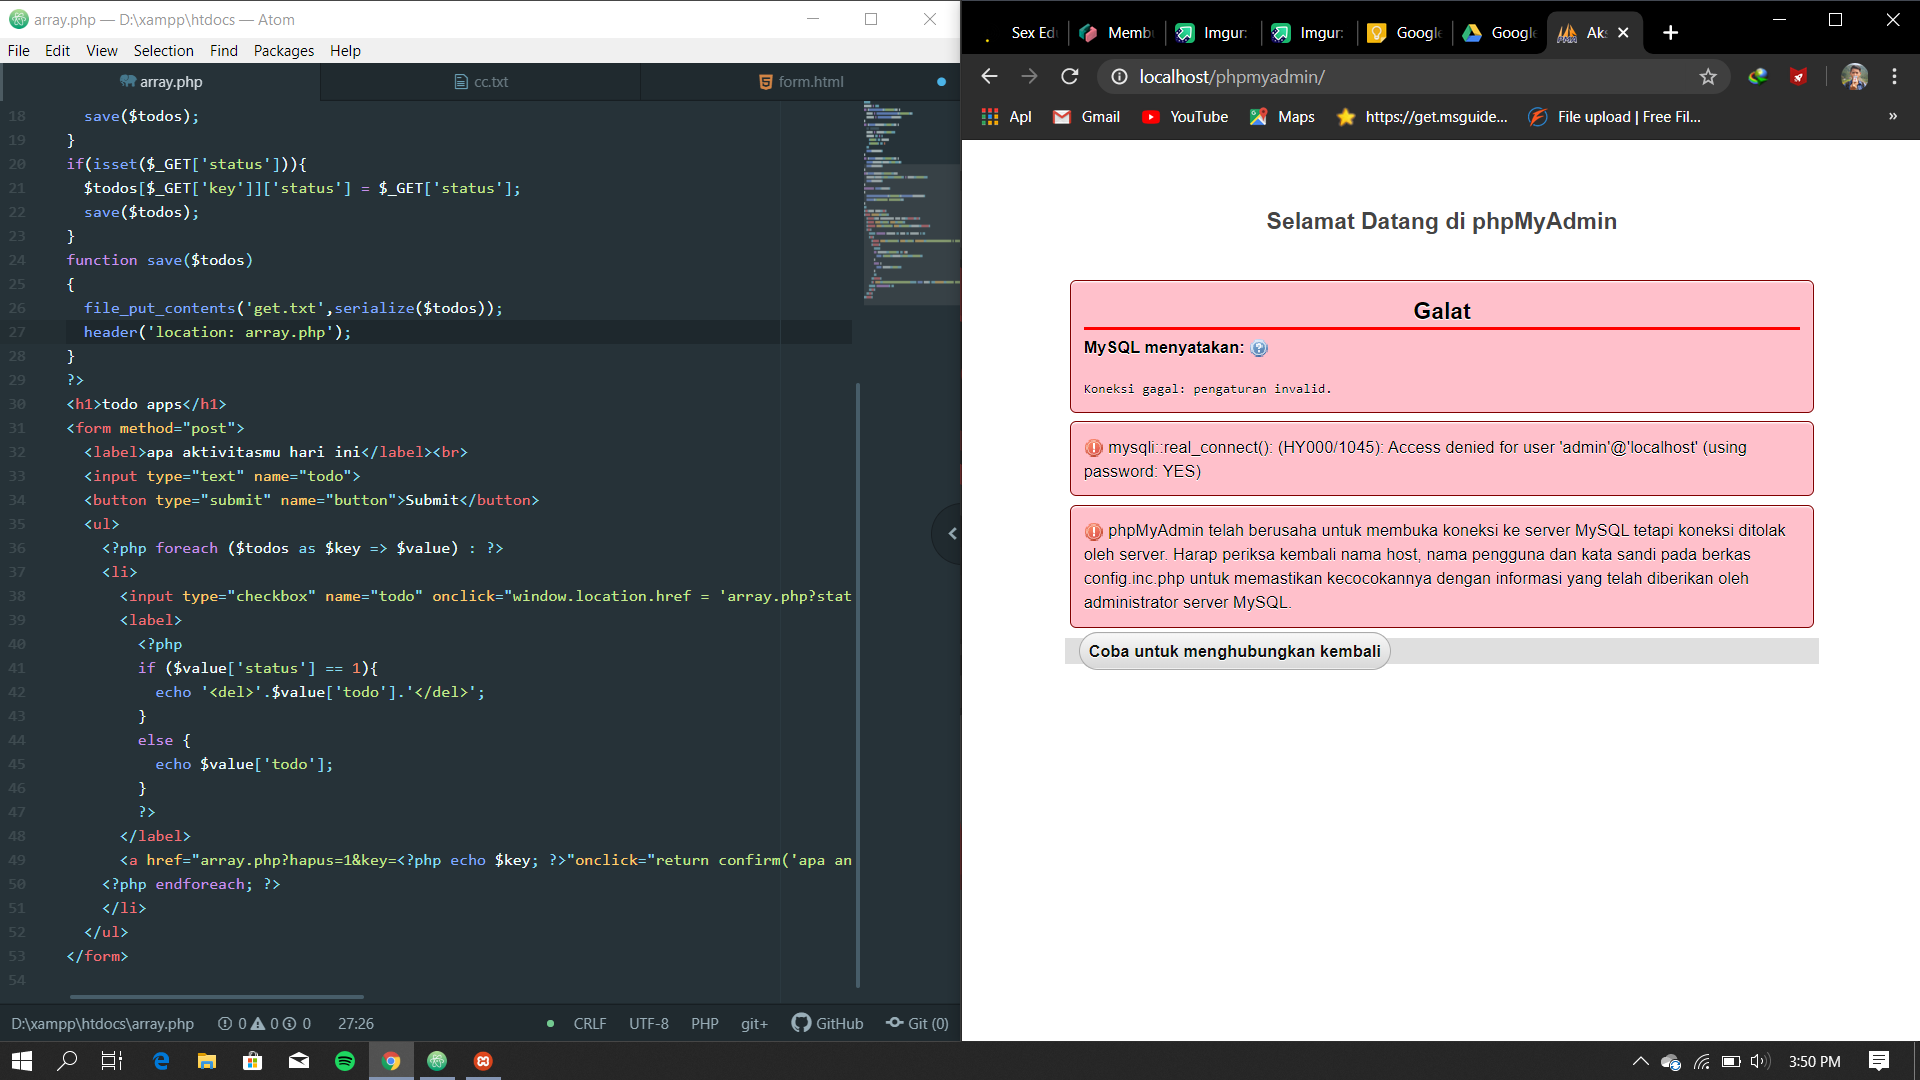 array.php — D:\xampp\htdocs — Atom
File Edit View Selection Find Packages Help
array.php
cc.txt
form.html
18 save($todos);
19 }
20 if(isset($_GET['status'])){
21 $todos[$_GET['key']]['status'] = $_GET['status'];
22 save($todos);
23 }
24 function save($todos)
25 {
26 file_put_contents('get.txt',serialize($todos));
27 header('location: array.php');
28 }
29 ?>
30 <h1>todo apps</h1>
31 <form method="post">
32 <label>apa aktivitasmu hari ini</label><br>
33 <input type="text" name="todo">
34 <button type="submit" name="button">Submit</button>
35 <ul>
36 <?php foreach ($todos as $key => $value) : ?>
37 <li>
38 <input type="checkbox" name="todo" onclick="window.location.href = 'array.php?stat
39 <label>
40 <?php
41 if ($value['status'] == 1){
42 echo '<del>'.$value['todo'].'</del>';
43 }
44 else {
45 echo $value['todo'];
46 }
47 ?>
48 </label>
49 <a href="array.php?hapus=1&key=<?php echo $key; ?>"onclick="return confirm('apa an
50 <?php endforeach; ?>
51 </li>
52 </ul>
53 </form>
54
D:\xampp\htdocs\array.php 0 0 0 27:26 CRLF UTF-8 PHP git+ GitHub Git (0)
Sex Ed Memb Imgur: Imgur: Google Google Aks
localhost/phpmyadmin/
Apl Gmail YouTube Maps https://get.msguide... File upload | Free Fil... »
Selamat Datang di phpMyAdmin
Galat
MySQL menyatakan:
Koneksi gagal: pengaturan invalid.
mysqli::real_connect(): (HY000/1045): Access denied for user 'admin'@'localhost' (using
password: YES)
phpMyAdmin telah berusaha untuk membuka koneksi ke server MySQL tetapi koneksi ditolak
oleh server. Harap periksa kembali nama host, nama pengguna dan kata sandi pada berkas
config.inc.php untuk memastikan kecocokannya dengan informasi yang telah diberikan oleh
administrator server MySQL.
Coba untuk menghubungkan kembali
3:50 PM